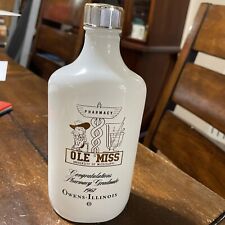 PHARMACY
OLE MISS
UNIVERSITY OF MISSISSIPPI
Congratulations
Pharmacy Graduate
1967
OWENS-ILLINOIS